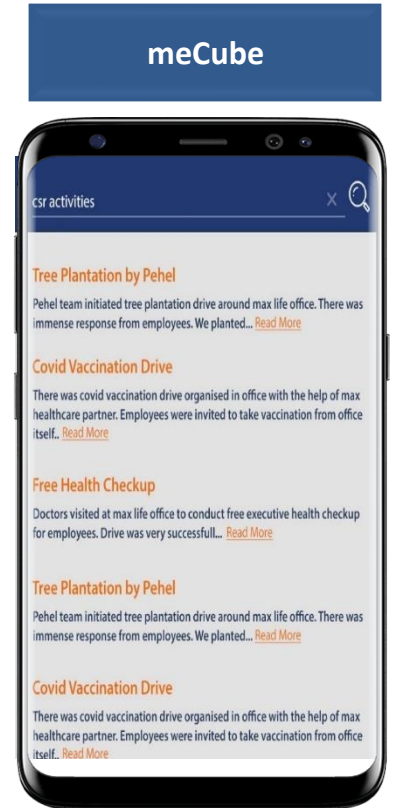 meCube
csr activities X
Tree Plantation by Pehel
Pehel team initiated tree plantation drive around max life office. There was
immense response from employees. We planted... Read More
Covid Vaccination Drive
There was covid vaccination drive organised in office with the help of max
healthcare partner. Employees were invited to take vaccination from office
itself.. Read More
Free Health Checkup
Doctors visited at max life office to conduct free executive health checkup
for employees. Drive was very successfull... Read More
Tree Plantation by Pehel
Pehel team initiated tree plantation drive around max life office. There was
immense response from employees. We planted... Read More
Covid Vaccination Drive
There was covid vaccination drive organised in office with the help of max
healthcare partner. Employees were invited to take vaccination from office
itself.. Read More